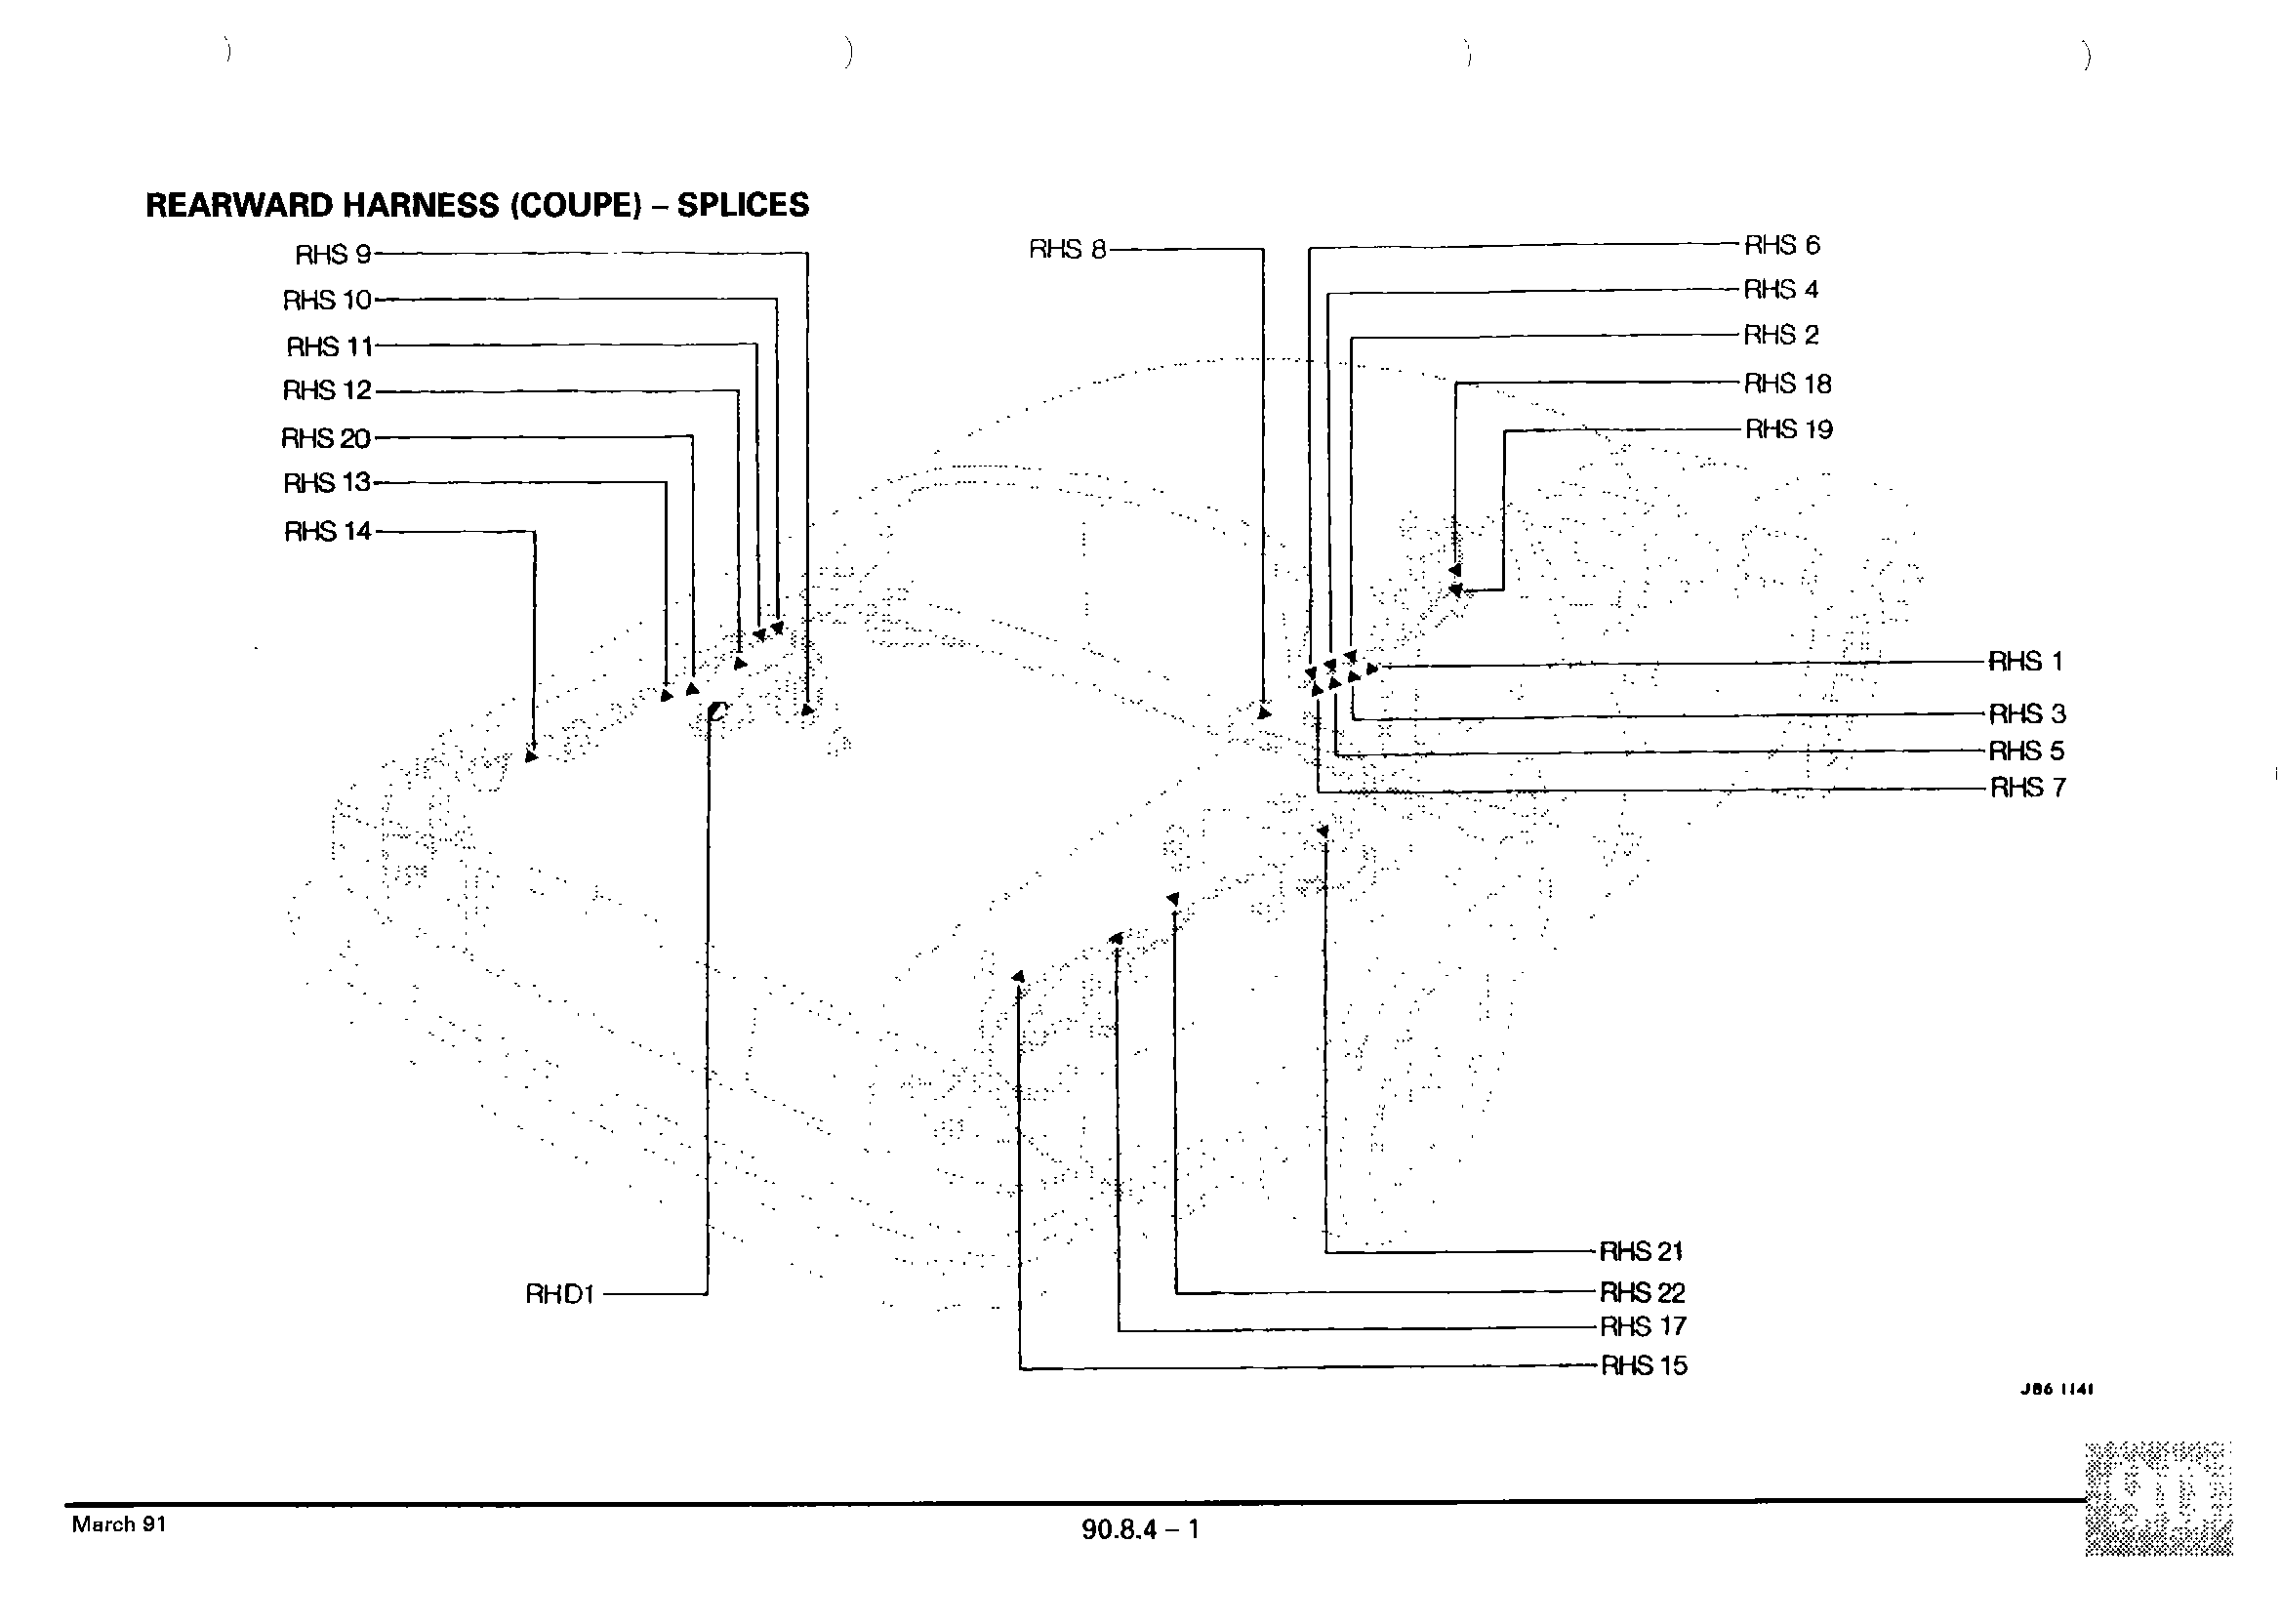 REARWARD HARNESS (COUPE) – SPLICES
RHS 9
RHS 10
RHS 11
RHS 12
RHS 20
RHS 13
RHS 14
RHS 8
RHS 6
RHS 4
RHS 2
RHS 18
RHS 19
RHS 1
RHS 3
RHS 5
RHS 7
RHD1
RHS 21
RHS 22
RHS 17
RHS 15
J86 1141
March 91
90.8.4 – 1
90